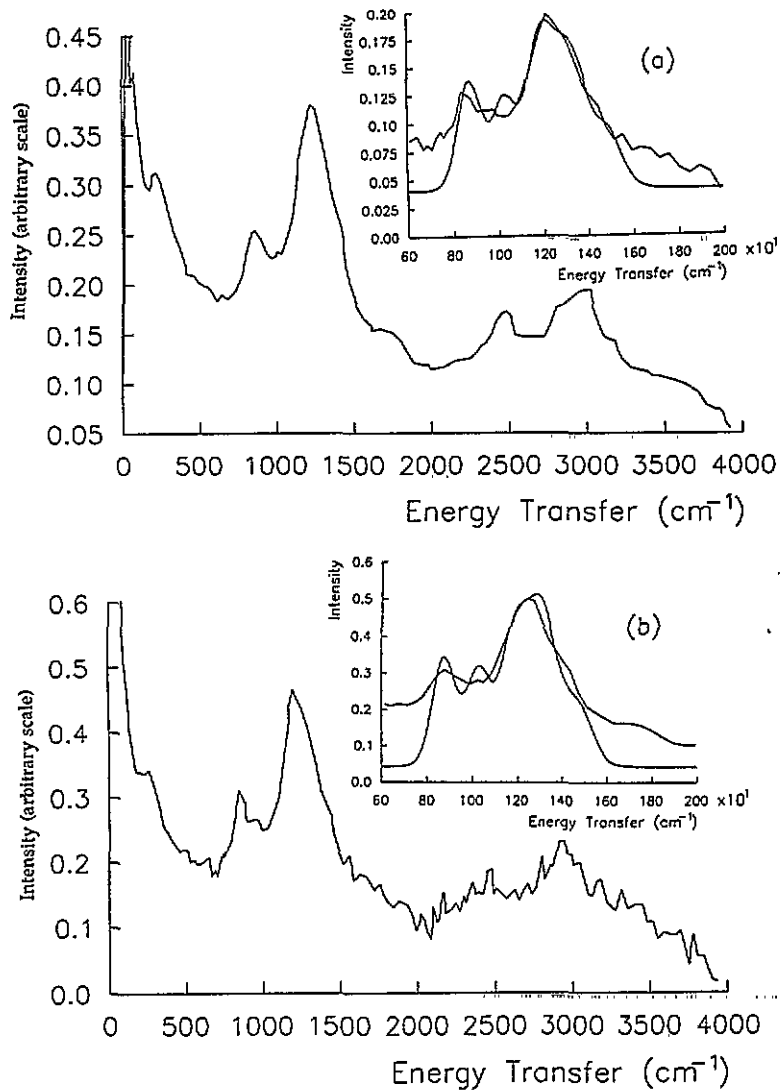 0.45
0.40
0.35
0.30
0.25
0.20
0.15
0.10
0.05
Intensity (arbitrary scale)
0 500 1000 1500 2000 2500 3000 3500 4000
Energy Transfer (cm⁻¹)
(a)
Intensity
0.20
0.175
0.150
0.125
0.100
0.075
0.050
0.025
0.00
60 80 100 120 140 160 180 200 ×10¹
Energy Transfer (cm⁻¹)
0.6
0.5
0.4
0.3
0.2
0.1
0.0
Intensity (arbitrary scale)
0 500 1000 1500 2000 2500 3000 3500 4000
Energy Transfer (cm⁻¹)
(b)
Intensity
0.6
0.5
0.4
0.3
0.2
0.1
0.0
60 80 100 120 140 160 180 200 ×10¹
Energy Transfer (cm⁻¹)